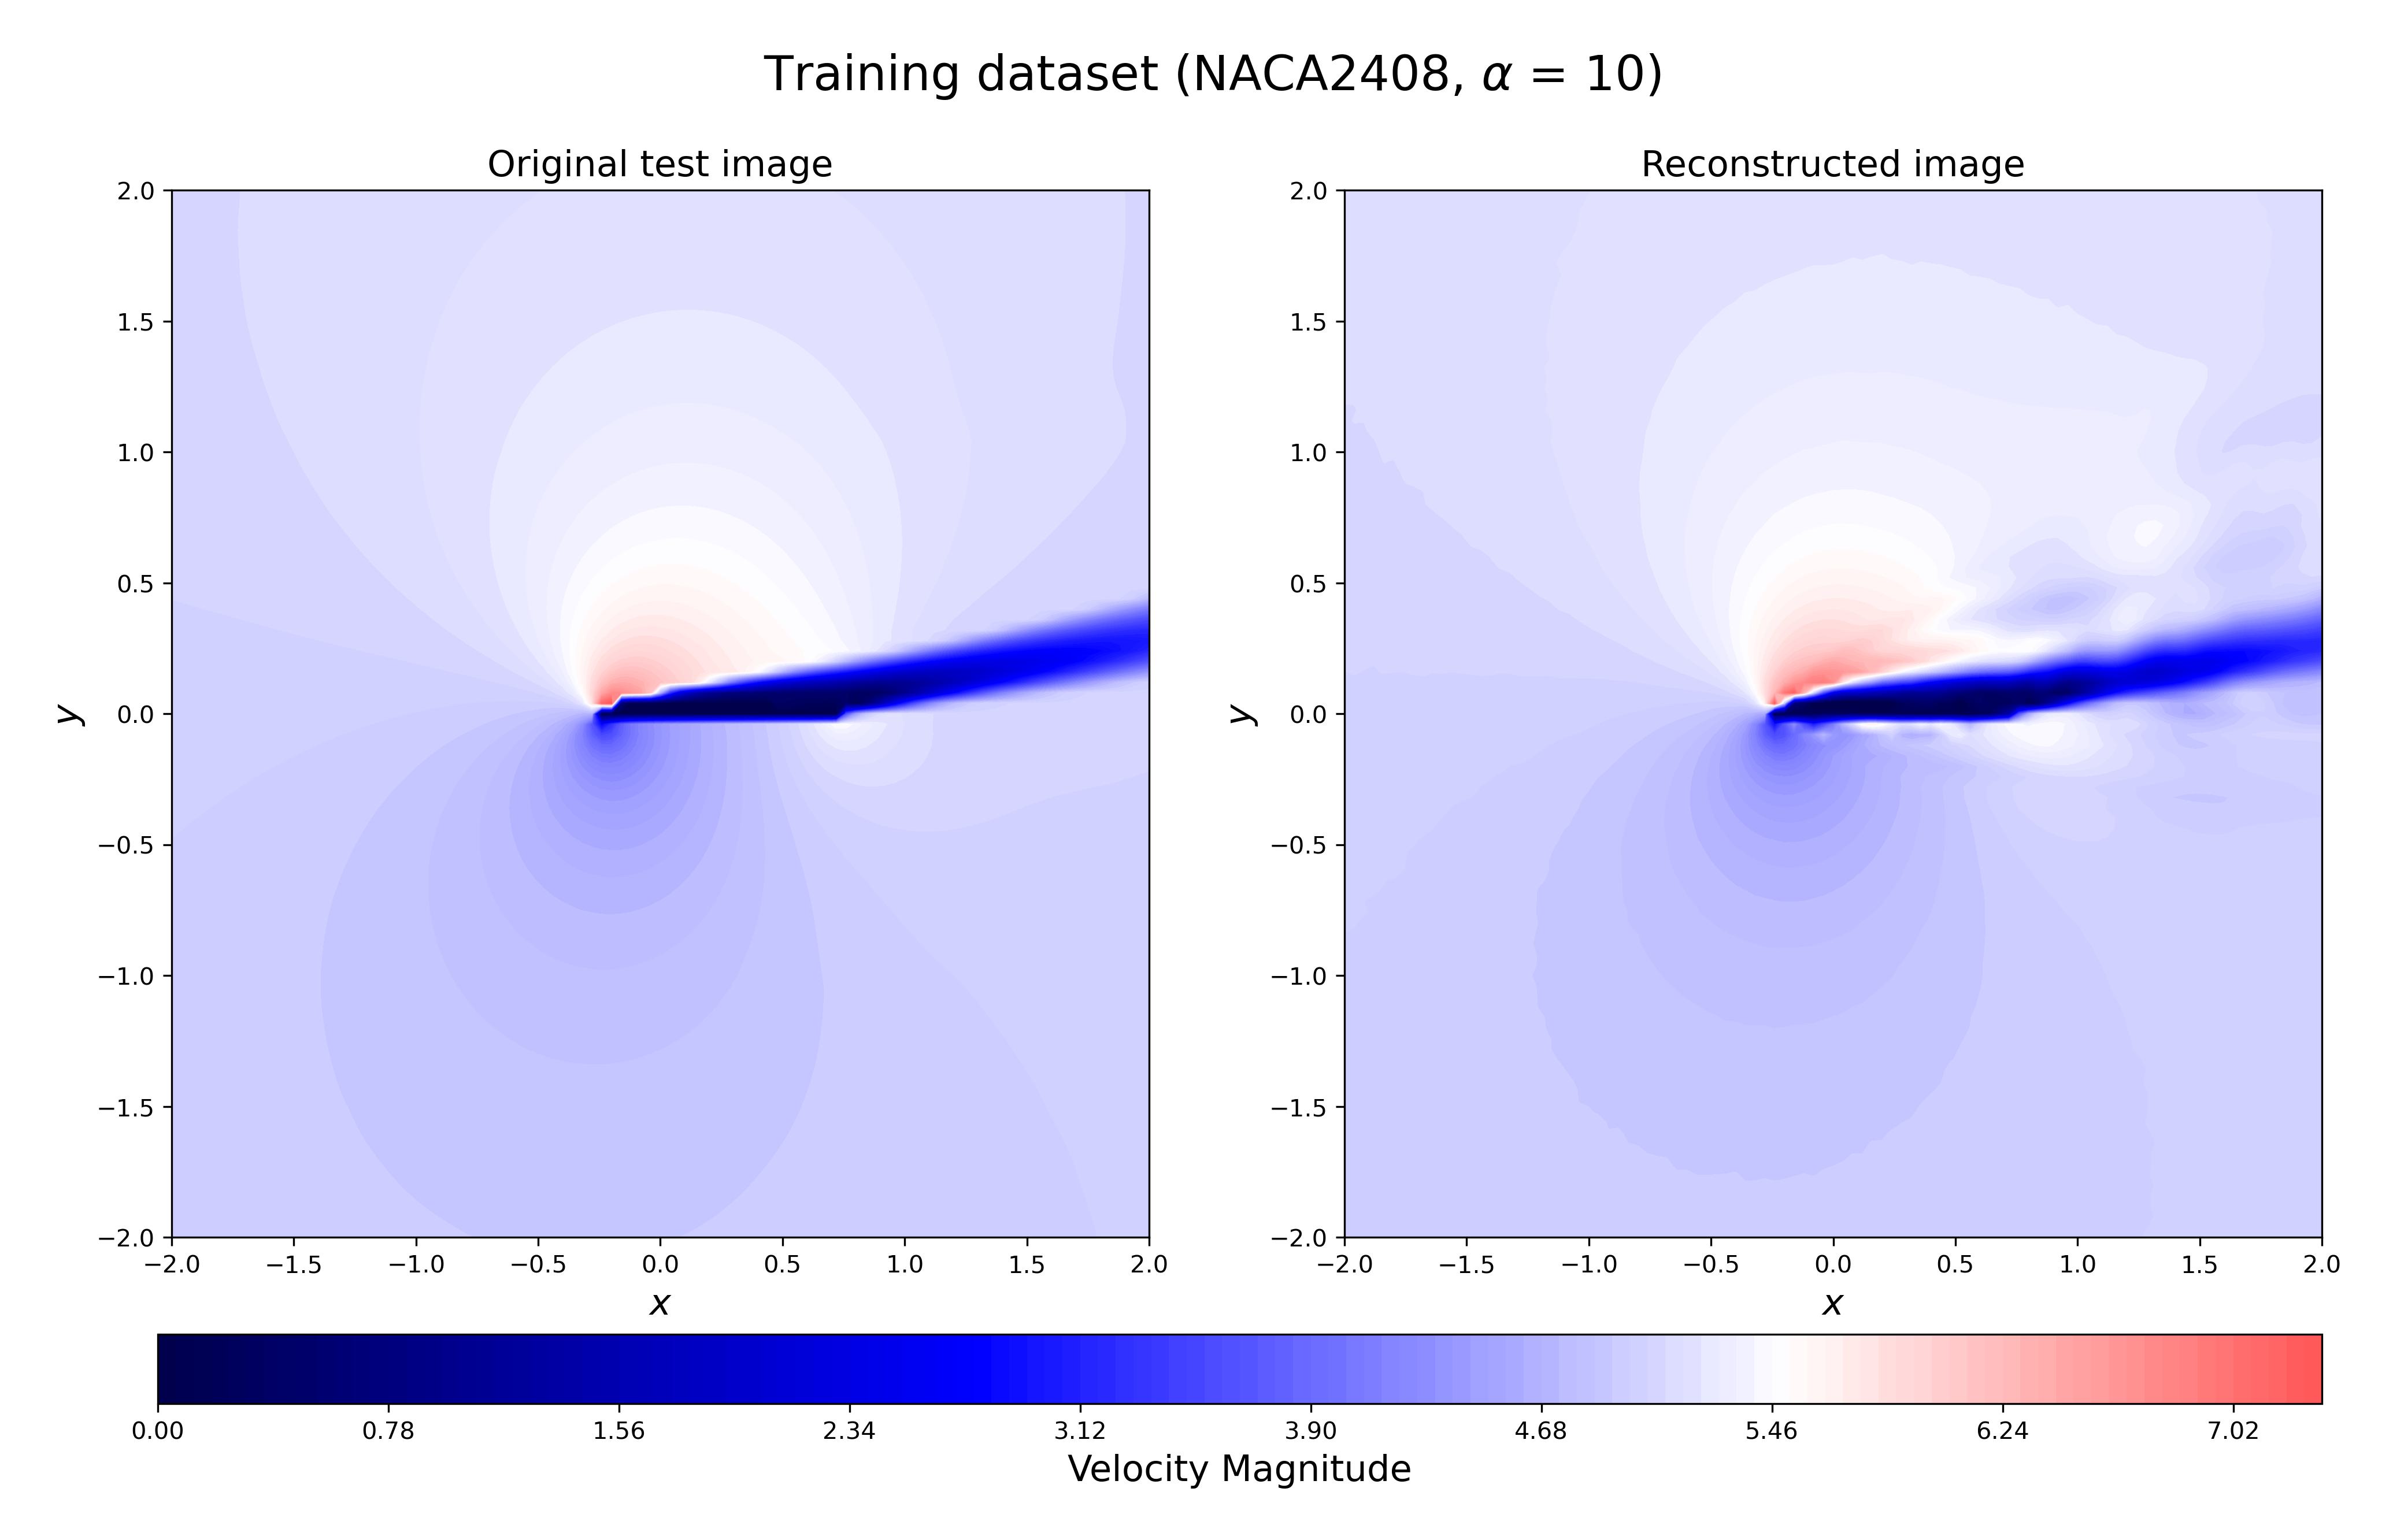 Training dataset (NACA2408, α = 10)
Original test image
2.0
1.5
1.0
0.5
0.0
−0.5
−1.0
−1.5
−2.0
y
−2.0 −1.5 −1.0 −0.5 0.0 0.5 1.0 1.5 2.0
x
Reconstructed image
2.0
1.5
1.0
0.5
0.0
−0.5
−1.0
−1.5
−2.0
y
−2.0 −1.5 −1.0 −0.5 0.0 0.5 1.0 1.5 2.0
x
0.00 0.78 1.56 2.34 3.12 3.90 4.68 5.46 6.24 7.02
Velocity Magnitude